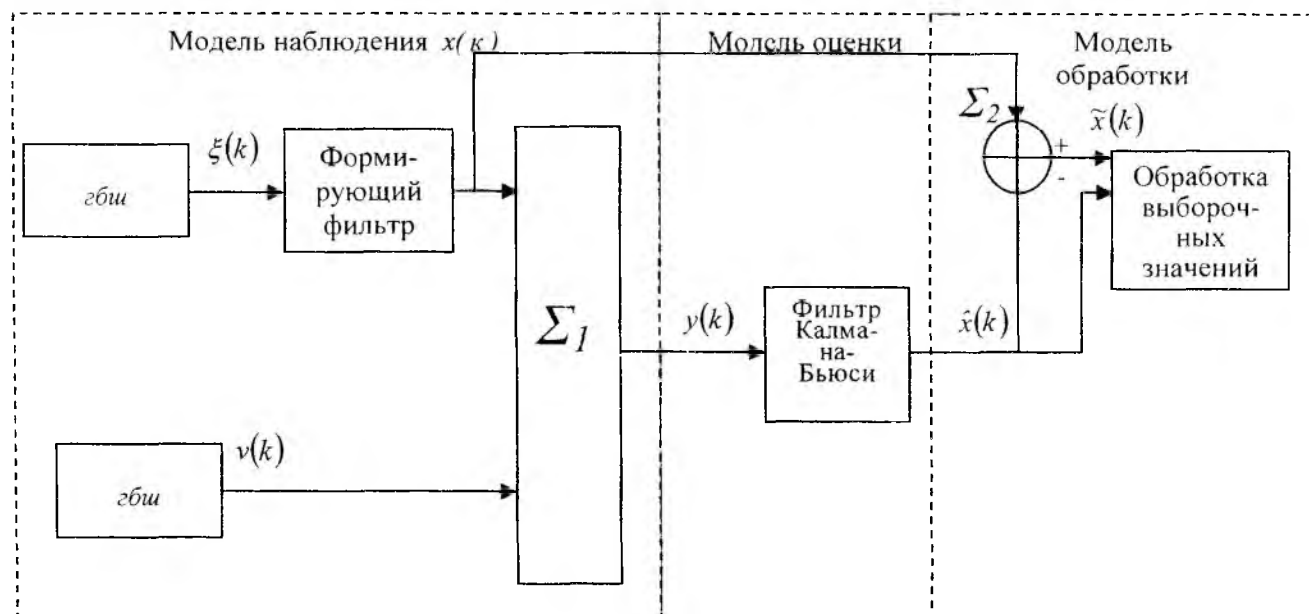 Модель наблюдения x(к)
Модель оценки
Модель
обработки
гбш
ξ(k)
Форми-
рующий
фильтр
Σ1
Σ2
x̃(k)
+
-
Обработка
выбороч-
ных
значений
y(k)
Фильтр
Калма-
на-
Бьюси
x̂(k)
гбш
ν(k)